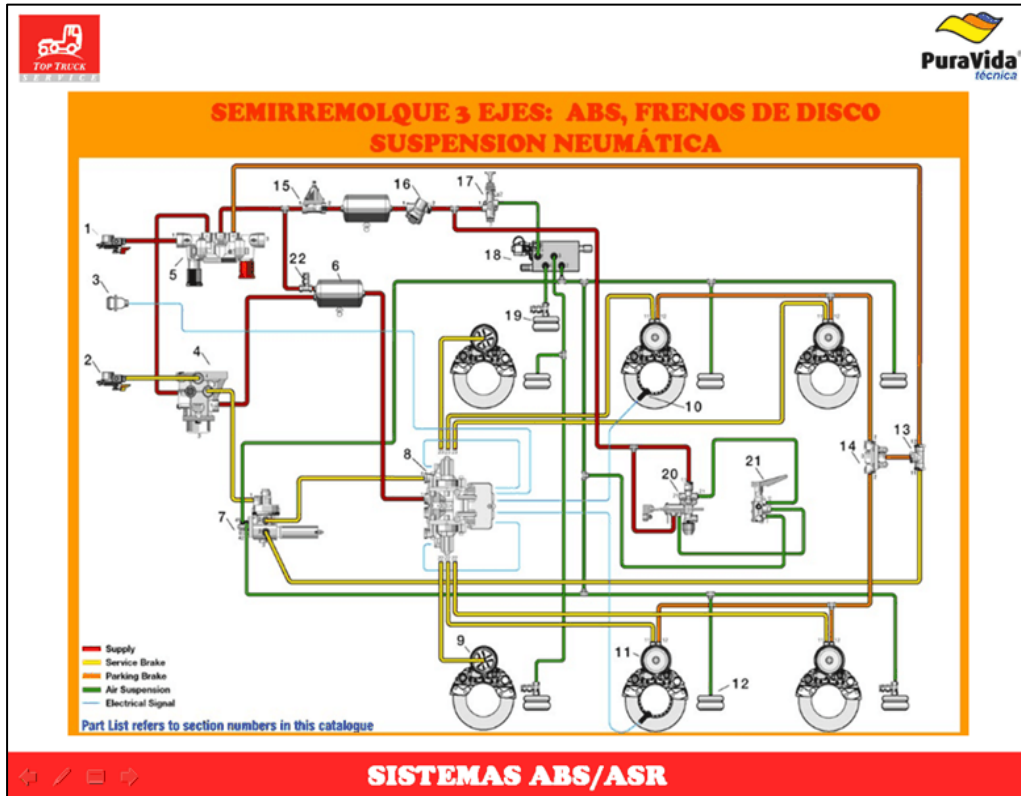 TOP TRUCK
SERVICE
PuraVida®
técnica
SEMIRREMOLQUE 3 EJES: ABS, FRENOS DE DISCO
SUSPENSION NEUMÁTICA
1
2
3
4
5
6
7
8
9
10
11
12
13
14
15
16
17
18
19
20
21
22
Supply
Service Brake
Parking Brake
Air Suspension
Electrical Signal
Part List refers to section numbers in this catalogue
SISTEMAS ABS/ASR